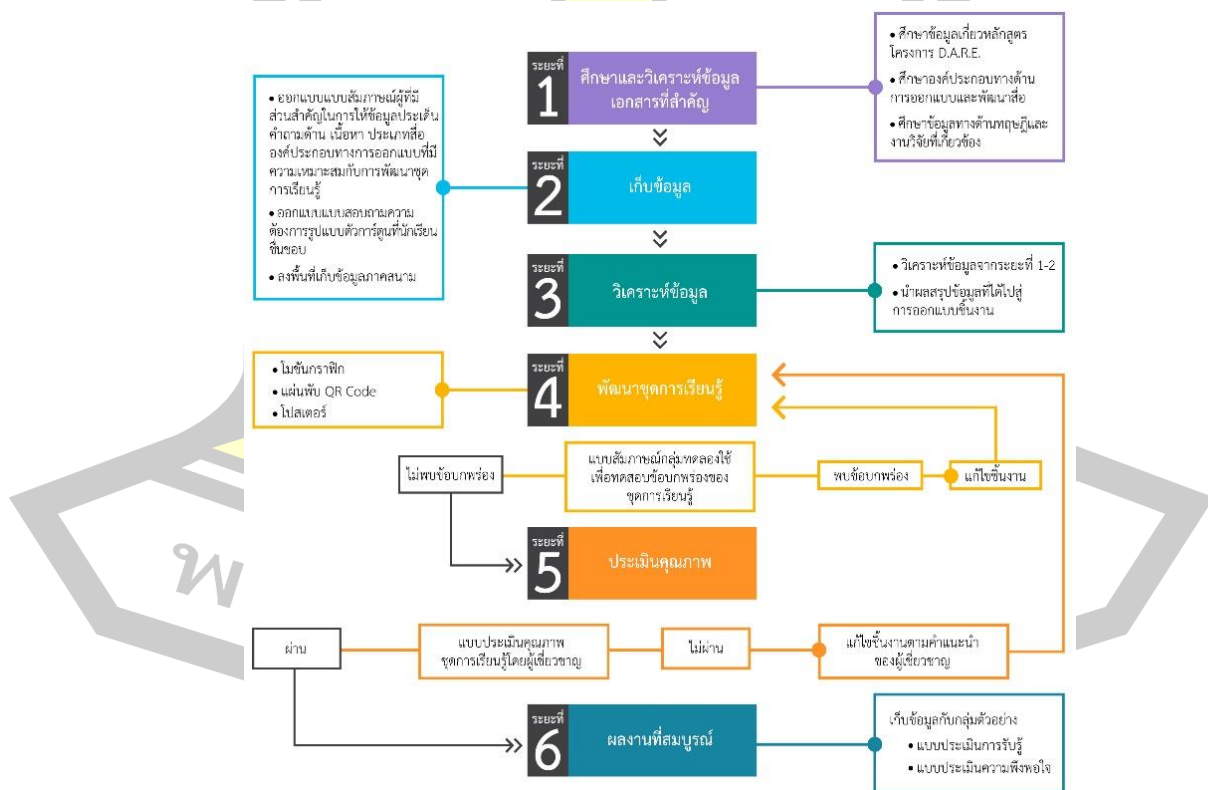 ระยะที่
1
ศึกษาและวิเคราะห์ข้อมูล
เอกสารที่สำคัญ
• ศึกษาข้อมูลเกี่ยวหลักสูตร
โครงการ D.A.R.E.
• ศึกษาองค์ประกอบทางด้าน
การออกแบบและพัฒนาสื่อ
• ศึกษาข้อมูลทางด้านทฤษฎีและ
งานวิจัยที่เกี่ยวข้อง
• ออกแบบแบบสัมภาษณ์ผู้ที่มี
ส่วนสำคัญในการให้ข้อมูลประเด็น
คำถามด้าน เนื้อหา ประเภทสื่อ
องค์ประกอบทางการออกแบบที่มี
ความเหมาะสมกับการพัฒนาชุด
การเรียนรู้
• ออกแบบแบบสอบถามความ
ต้องการรูปแบบตัวการ์ตูนที่นักเรียน
ชื่นชอบ
• ลงพื้นที่เก็บข้อมูลภาคสนาม
ระยะที่
2
เก็บข้อมูล
ระยะที่
3
วิเคราะห์ข้อมูล
• วิเคราะห์ข้อมูลจากระยะที่ 1-2
• นำผลสรุปข้อมูลที่ได้ไปสู่
การออกแบบชิ้นงาน
• โมชันกราฟิก
• แผ่นพับ QR Code
• โปสเตอร์
ระยะที่
4
พัฒนาชุดการเรียนรู้
ไม่พบข้อบกพร่อง
แบบสัมภาษณ์กลุ่มทดลองใช้
เพื่อทดสอบข้อบกพร่องของ
ชุดการเรียนรู้
พบข้อบกพร่อง
แก้ไขชิ้นงาน
ระยะที่
5
ประเมินคุณภาพ
ผ่าน
แบบประเมินคุณภาพ
ชุดการเรียนรู้โดยผู้เชี่ยวชาญ
ไม่ผ่าน
แก้ไขชิ้นงานตามคำแนะนำ
ของผู้เชี่ยวชาญ
ระยะที่
6
ผลงานที่สมบูรณ์
เก็บข้อมูลกับกลุ่มตัวอย่าง
• แบบประเมินการรับรู้
• แบบประเมินความพึงพอใจ